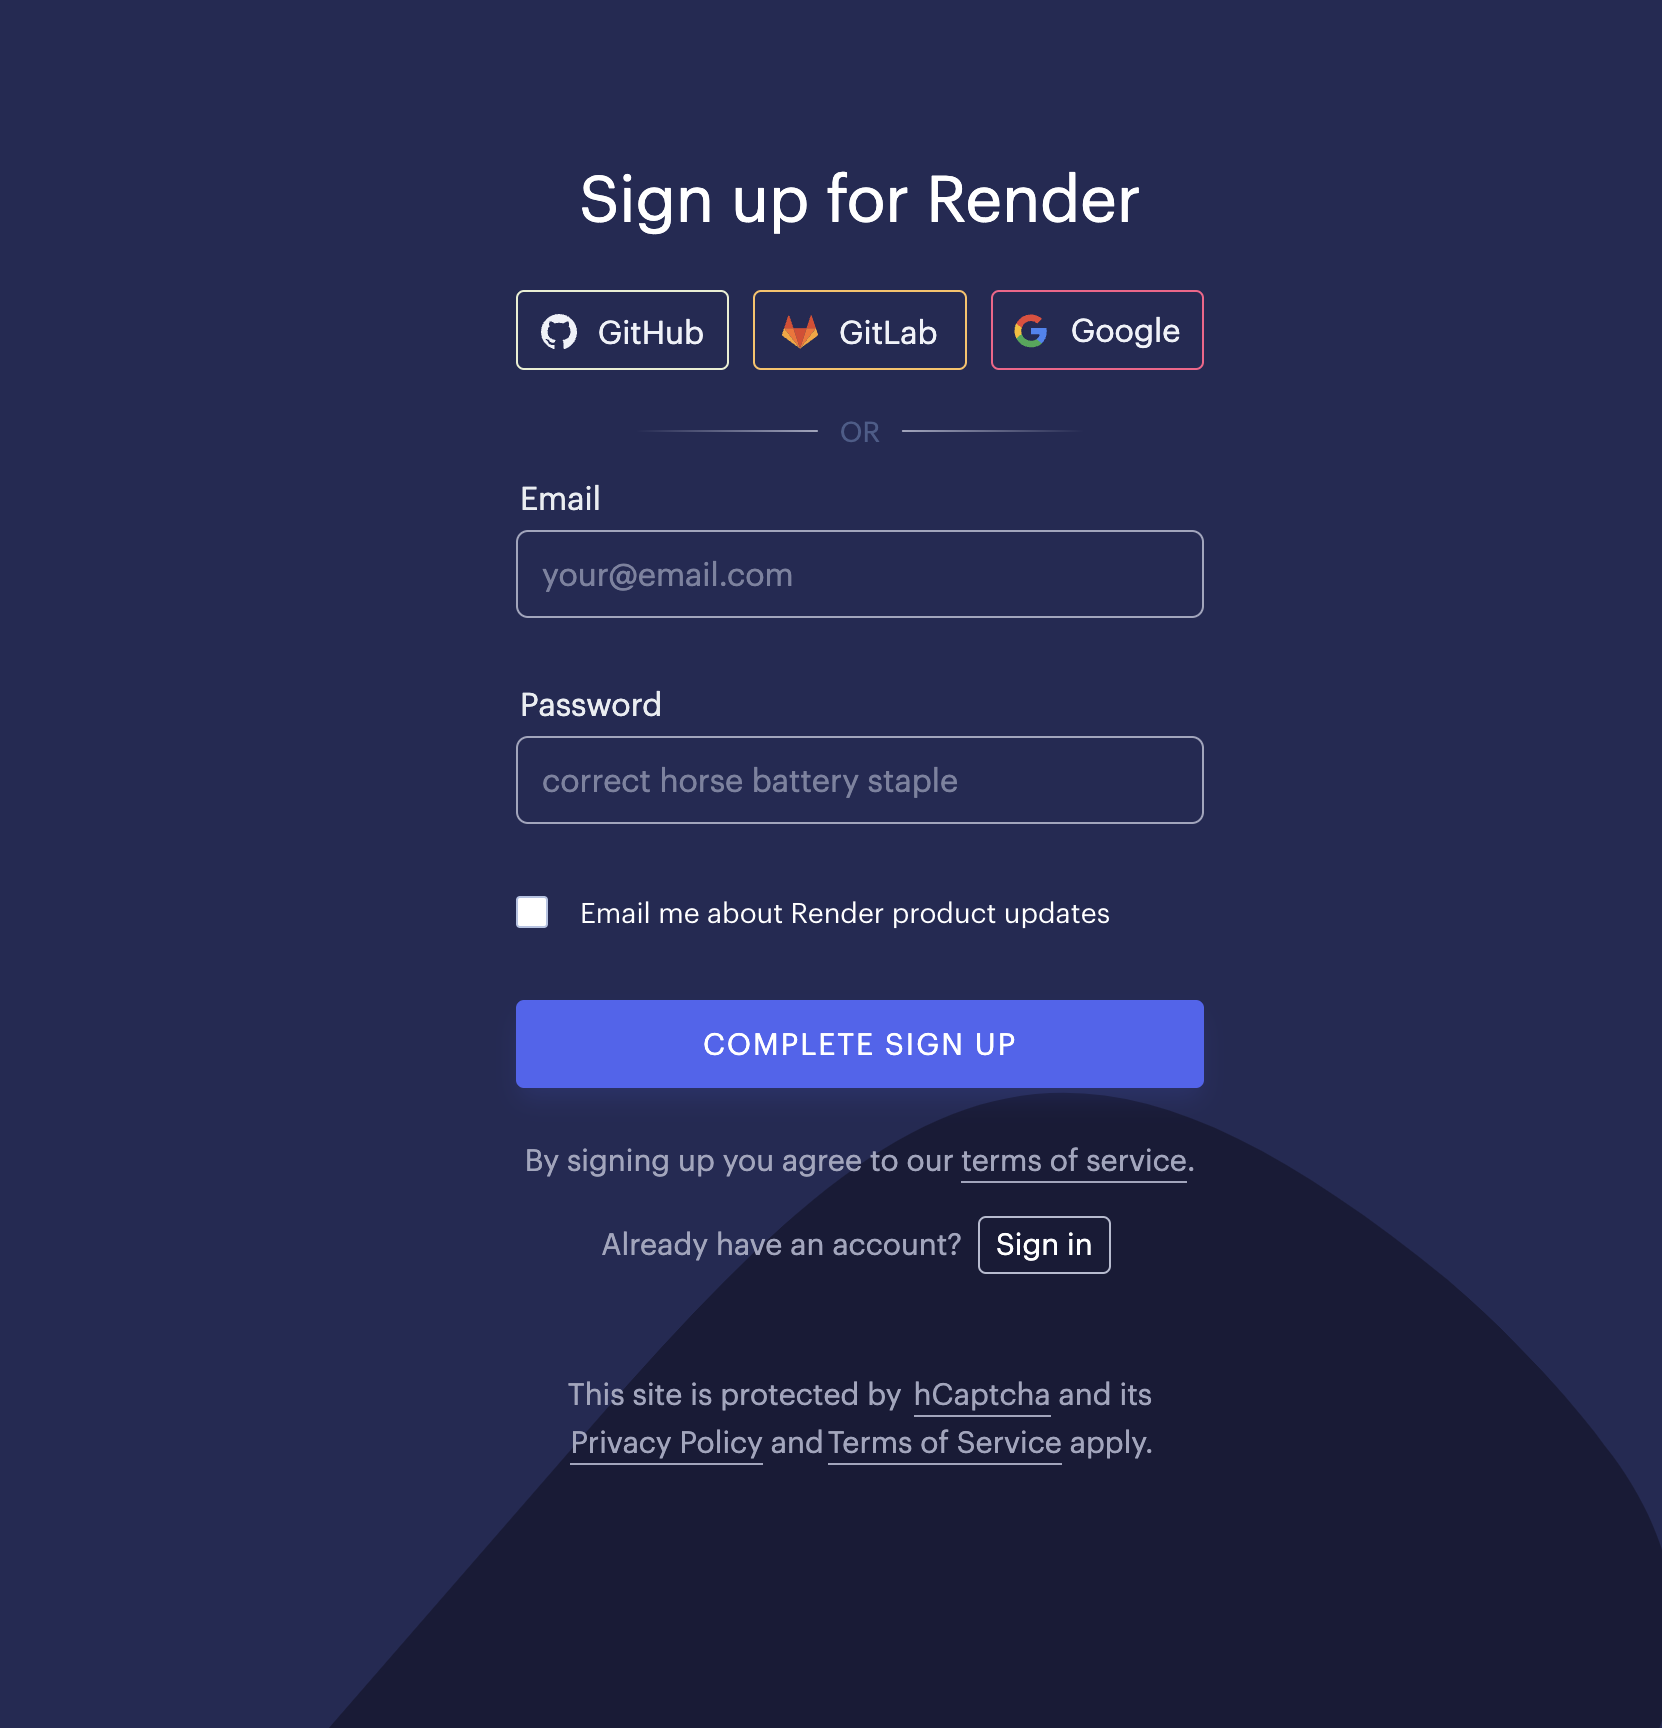 Sign up for Render
GitHub GitLab Google
OR
Email
your@email.com
Password
correct horse battery staple
Email me about Render product updates
COMPLETE SIGN UP
By signing up you agree to our terms of service.
Already have an account? Sign in
This site is protected by hCaptcha and its
Privacy Policy and Terms of Service apply.